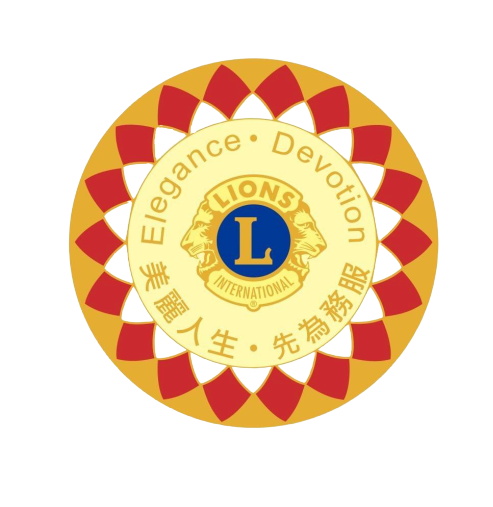 Elegance · Devotion
LIONS
L
INTERNATIONAL
®
美麗人生 · 先為務服